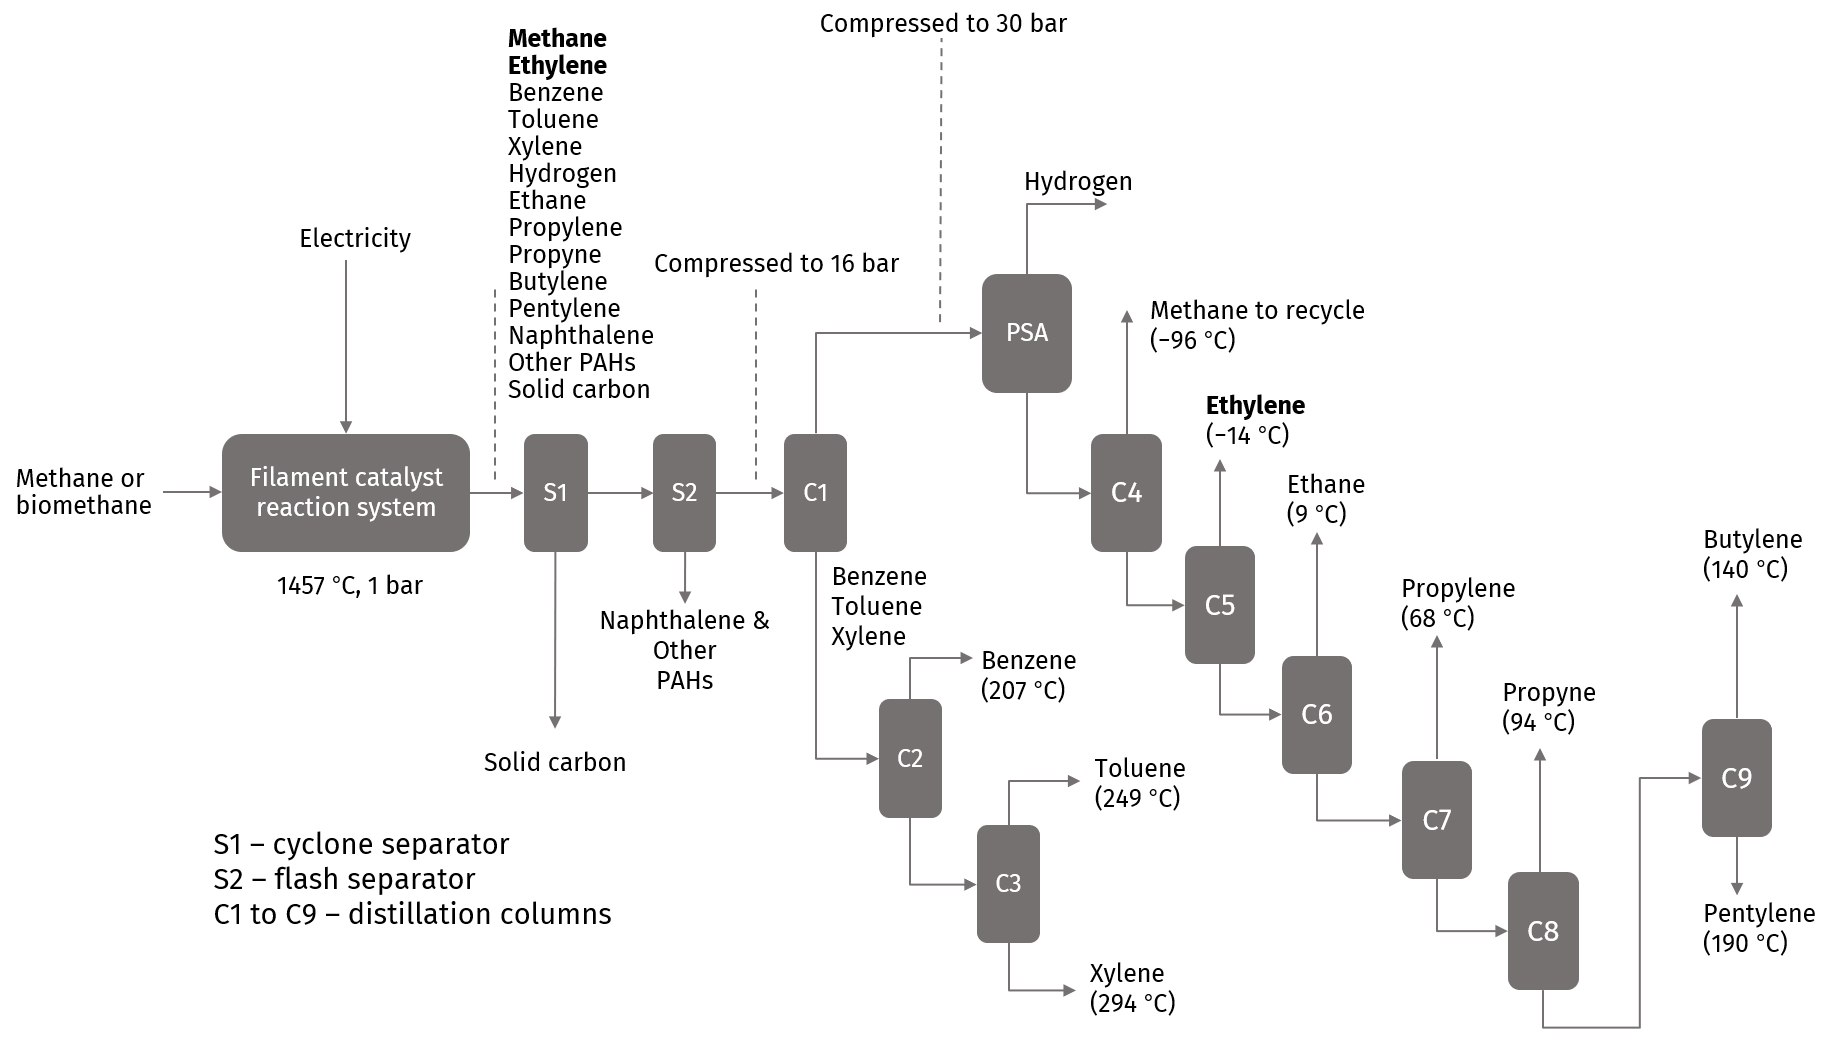 Compressed to 30 bar
Methane
Ethylene
Benzene
Toluene
Xylene
Hydrogen
Ethane
Propylene
Propyne
Butylene
Pentylene
Naphthalene
Other PAHs
Solid carbon
Hydrogen
Electricity
Compressed to 16 bar
PSA
Methane to recycle
(−96 °C)
Methane or
biomethane
Filament catalyst
reaction system
1457 °C, 1 bar
S1
S2
C1
C4
Ethylene
(−14 °C)
Ethane
(9 °C)
Solid carbon
Naphthalene &
Other
PAHs
Benzene
Toluene
Xylene
C5
C6
Benzene
(207 °C)
C2
Toluene
(249 °C)
C3
Xylene
(294 °C)
Propylene
(68 °C)
C7
Propyne
(94 °C)
C8
Butylene
(140 °C)
C9
Pentylene
(190 °C)
S1 – cyclone separator
S2 – flash separator
C1 to C9 – distillation columns